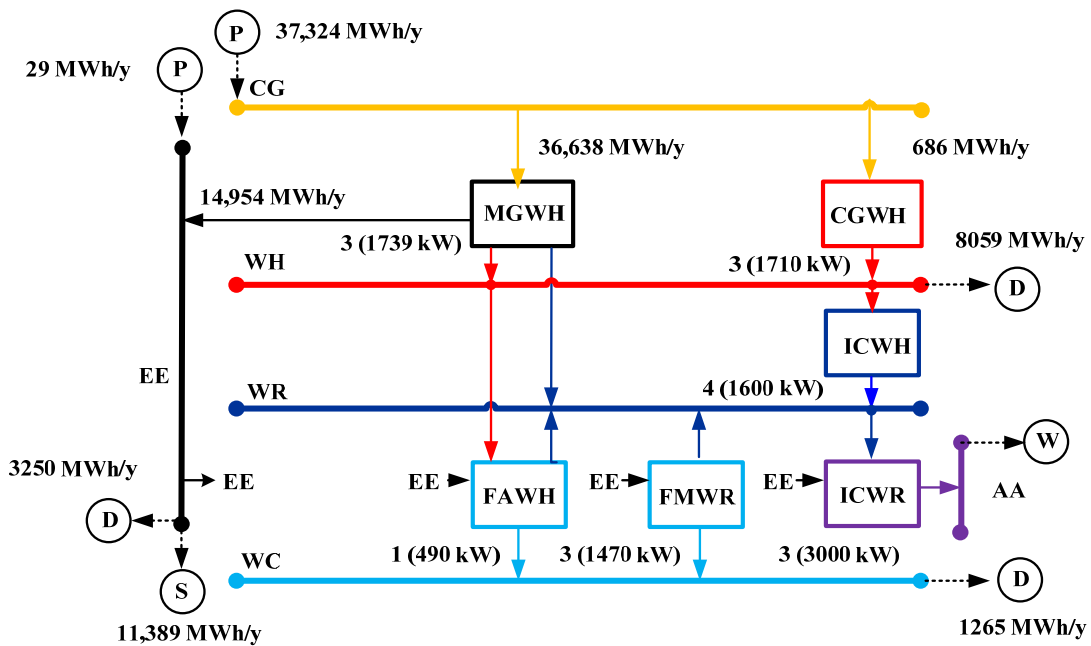 P
37,324 MWh/y
29 MWh/y
P
CG
36,638 MWh/y
686 MWh/y
14,954 MWh/y
MGWH
CGWH
3 (1739 kW)
8059 MWh/y
WH
3 (1710 kW)
D
ICWH
EE
WR
4 (1600 kW)
W
3250 MWh/y
EE
EE
FAWH
EE
FMWR
EE
ICWR
AA
D
1 (490 kW)
3 (1470 kW)
3 (3000 kW)
WC
S
D
11,389 MWh/y
1265 MWh/y